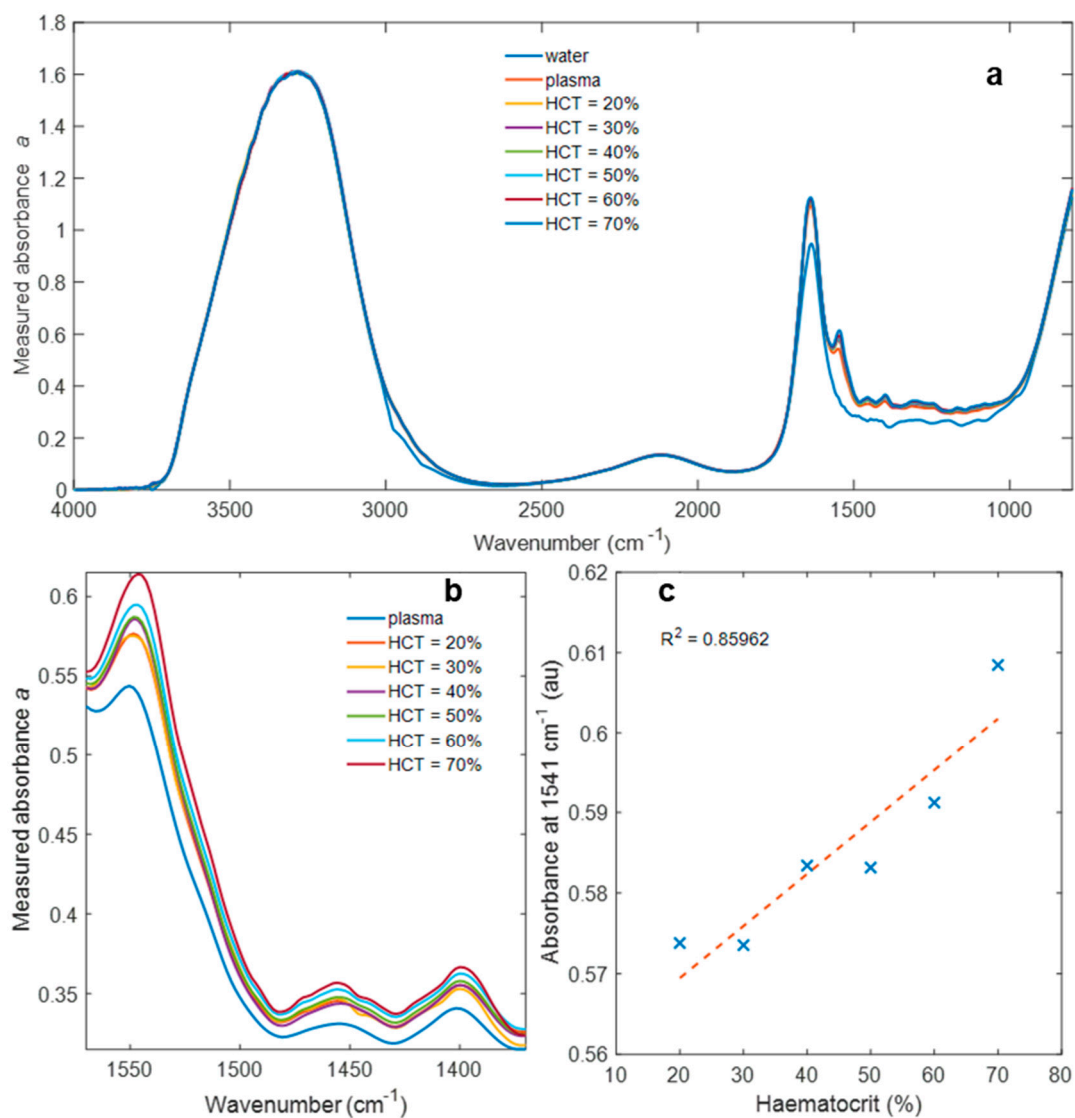 1.8
1.6
1.4
1.2
1
0.8
0.6
0.4
0.2
0
Measured absorbance a
water
plasma
HCT = 20%
HCT = 30%
HCT = 40%
HCT = 50%
HCT = 60%
HCT = 70%
a
4000 3500 3000 2500 2000 1500 1000
Wavenumber (cm⁻¹)
0.6
0.55
0.5
0.45
0.4
0.35
Measured absorbance a
b
plasma
HCT = 20%
HCT = 30%
HCT = 40%
HCT = 50%
HCT = 60%
HCT = 70%
1550 1500 1450 1400
Wavenumber (cm⁻¹)
0.62
0.61
0.6
0.59
0.58
0.57
0.56
Absorbance at 1541 cm⁻¹ (au)
c
R² = 0.85962
10 20 30 40 50 60 70 80
Haematocrit (%)